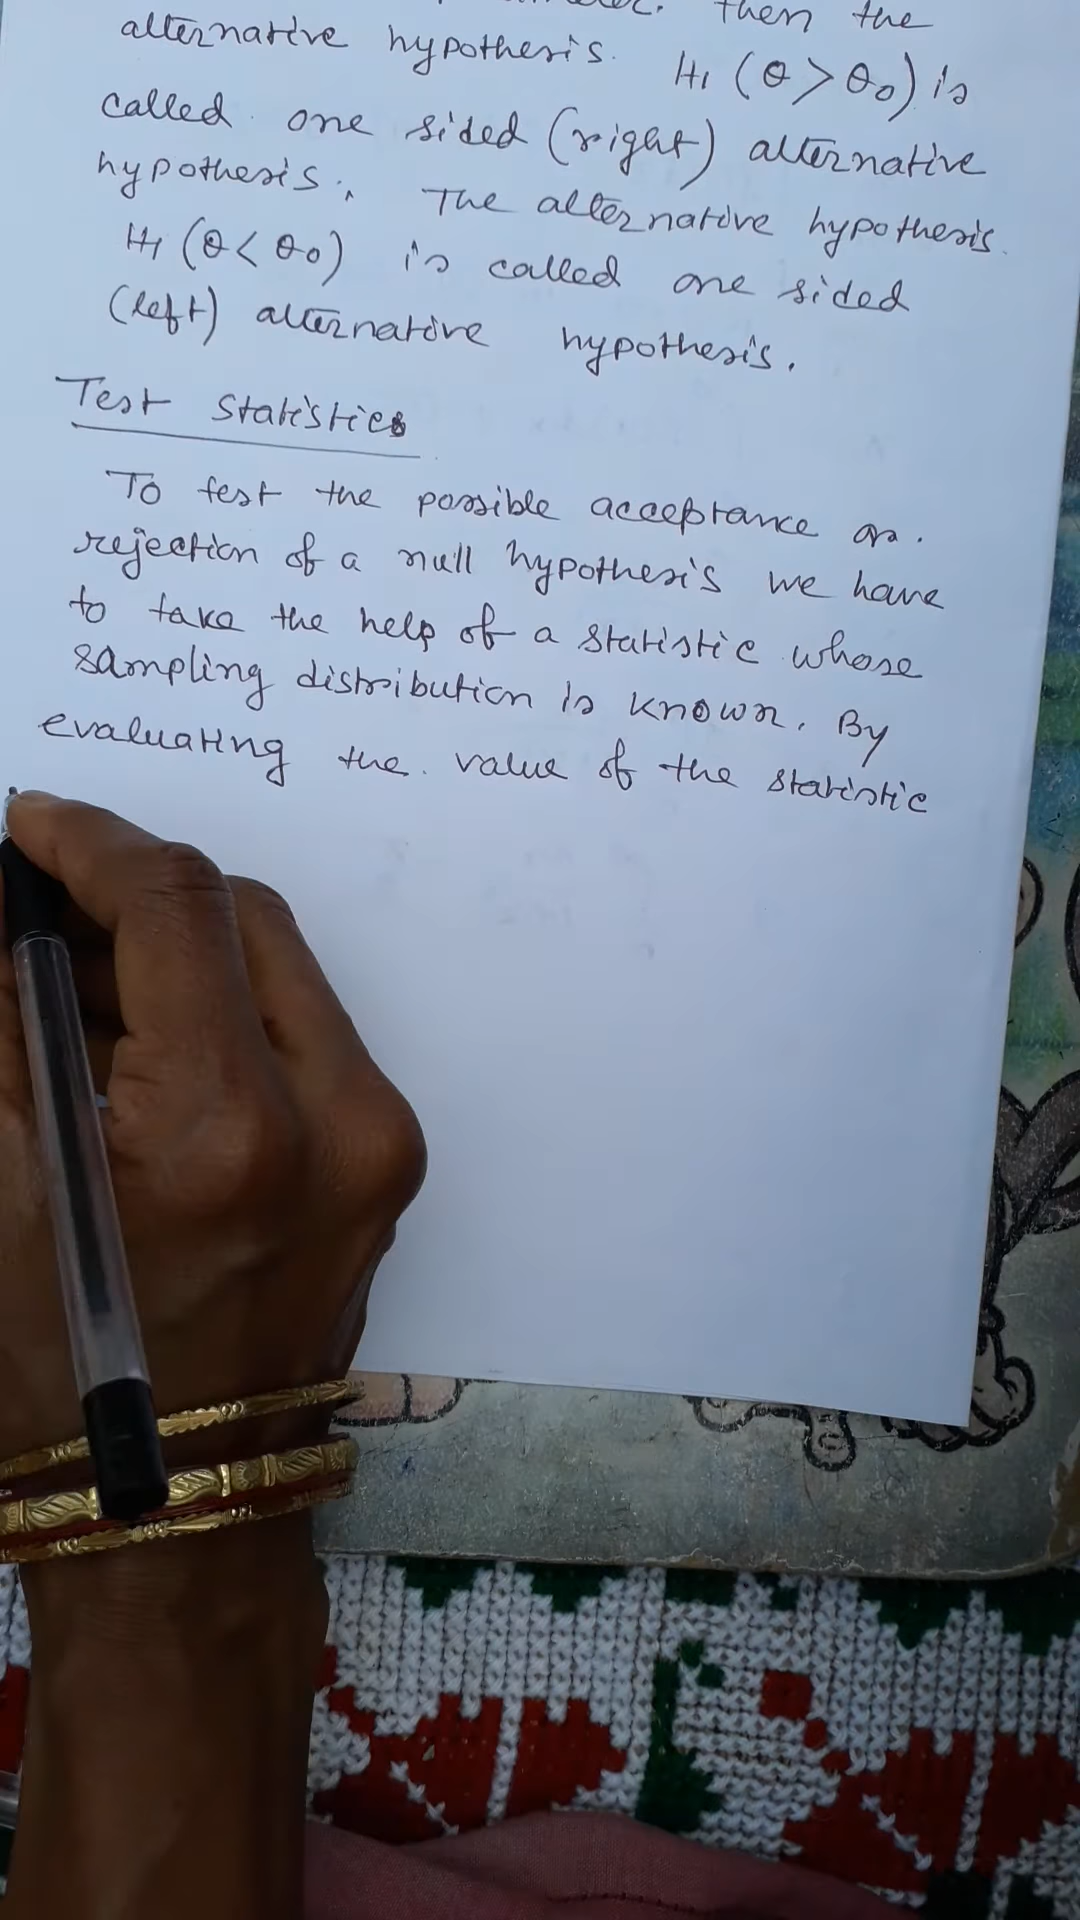 then the
alternative hypothesis. H1 (θ > θ0) is
called one sided (right) alternative
hypothesis. The alternative hypothesis.
H1 (θ < θ0) is called one sided
(left) alternative hypothesis.
Test Statistics
To test the possible acceptance or.
rejection of a null hypothesis we have
to take the help of a statistic whose
sampling distribution is known. By
evaluating the value of the statistic